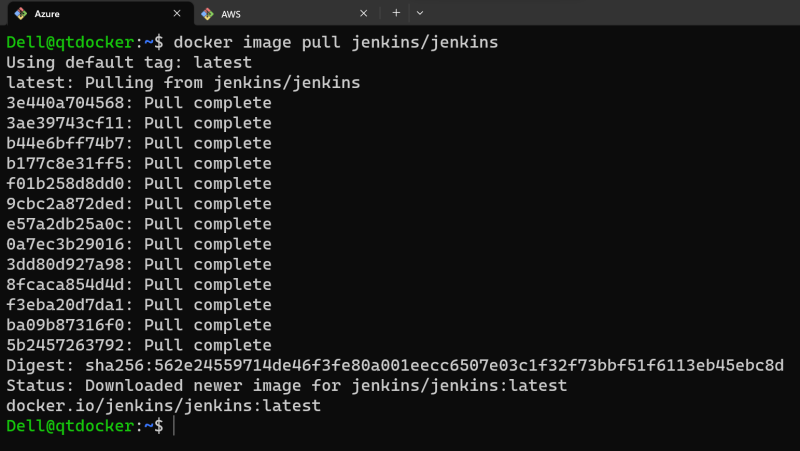 Azure
AWS
Dell@qtdocker:~$ docker image pull jenkins/jenkins
Using default tag: latest
latest: Pulling from jenkins/jenkins
3e440a704568: Pull complete
3ae39743cf11: Pull complete
b44e6bff74b7: Pull complete
b177c8e31ff5: Pull complete
f01b258d8dd0: Pull complete
9cbc2a872ded: Pull complete
e57a2db25a0c: Pull complete
0a7ec3b29016: Pull complete
3dd80d927a98: Pull complete
8fcaca854d4d: Pull complete
f3eba20d7da1: Pull complete
ba09b87316f0: Pull complete
5b2457263792: Pull complete
Digest: sha256:562e24559714de46f3fe80a001eecc6507e03c1f32f73bbf51f6113eb45ebc8d
Status: Downloaded newer image for jenkins/jenkins:latest
docker.io/jenkins/jenkins:latest
Dell@qtdocker:~$